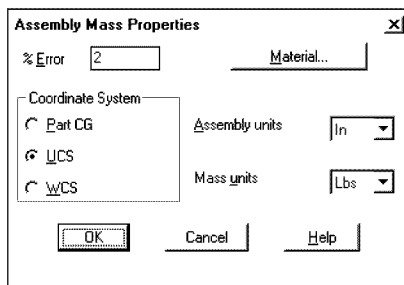 Assembly Mass Properties
% Error 2 Material...
Coordinate System
Part CG Assembly units In
UCS
WCS Mass units Lbs
OK Cancel Help